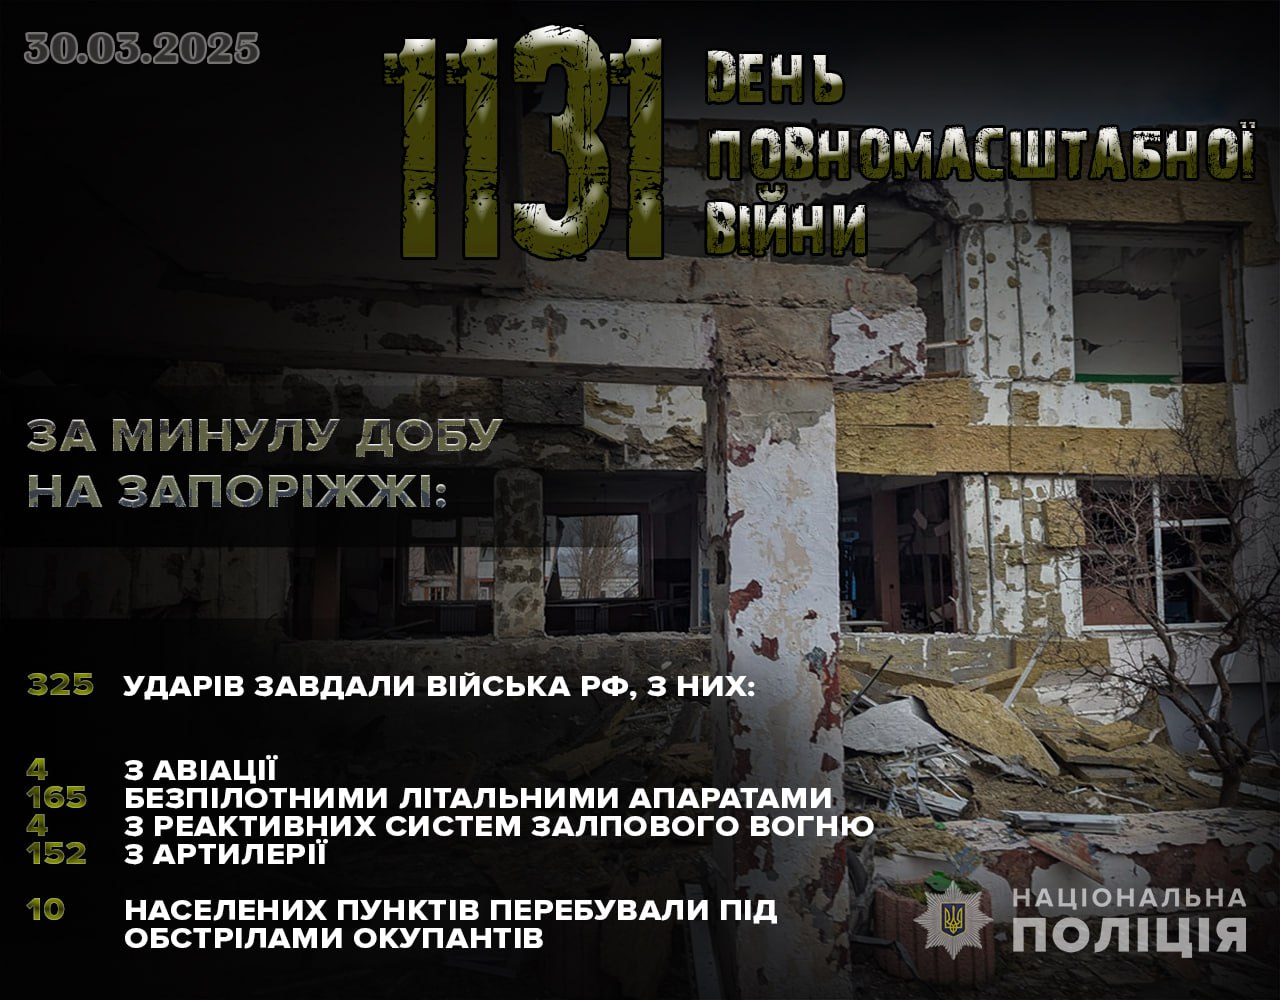 30.03.2025
1131
ДЕНЬ
ПОВНОМАСШТАБНОЇ
ВІЙНИ
ЗА МИНУЛУ ДОБУ
НА ЗАПОРІЖЖІ:
325 УДАРІВ ЗАВДАЛИ ВІЙСЬКА РФ, З НИХ:
4 З АВІАЦІЇ
165 БЕЗПІЛОТНИМИ ЛІТАЛЬНИМИ АПАРАТАМИ
4 З РЕАКТИВНИХ СИСТЕМ ЗАЛПОВОГО ВОГНЮ
152 З АРТИЛЕРІЇ
10 НАСЕЛЕНИХ ПУНКТІВ ПЕРЕБУВАЛИ ПІД
ОБСТРІЛАМИ ОКУПАНТІВ
НАЦІОНАЛЬНА
ПОЛІЦІЯ